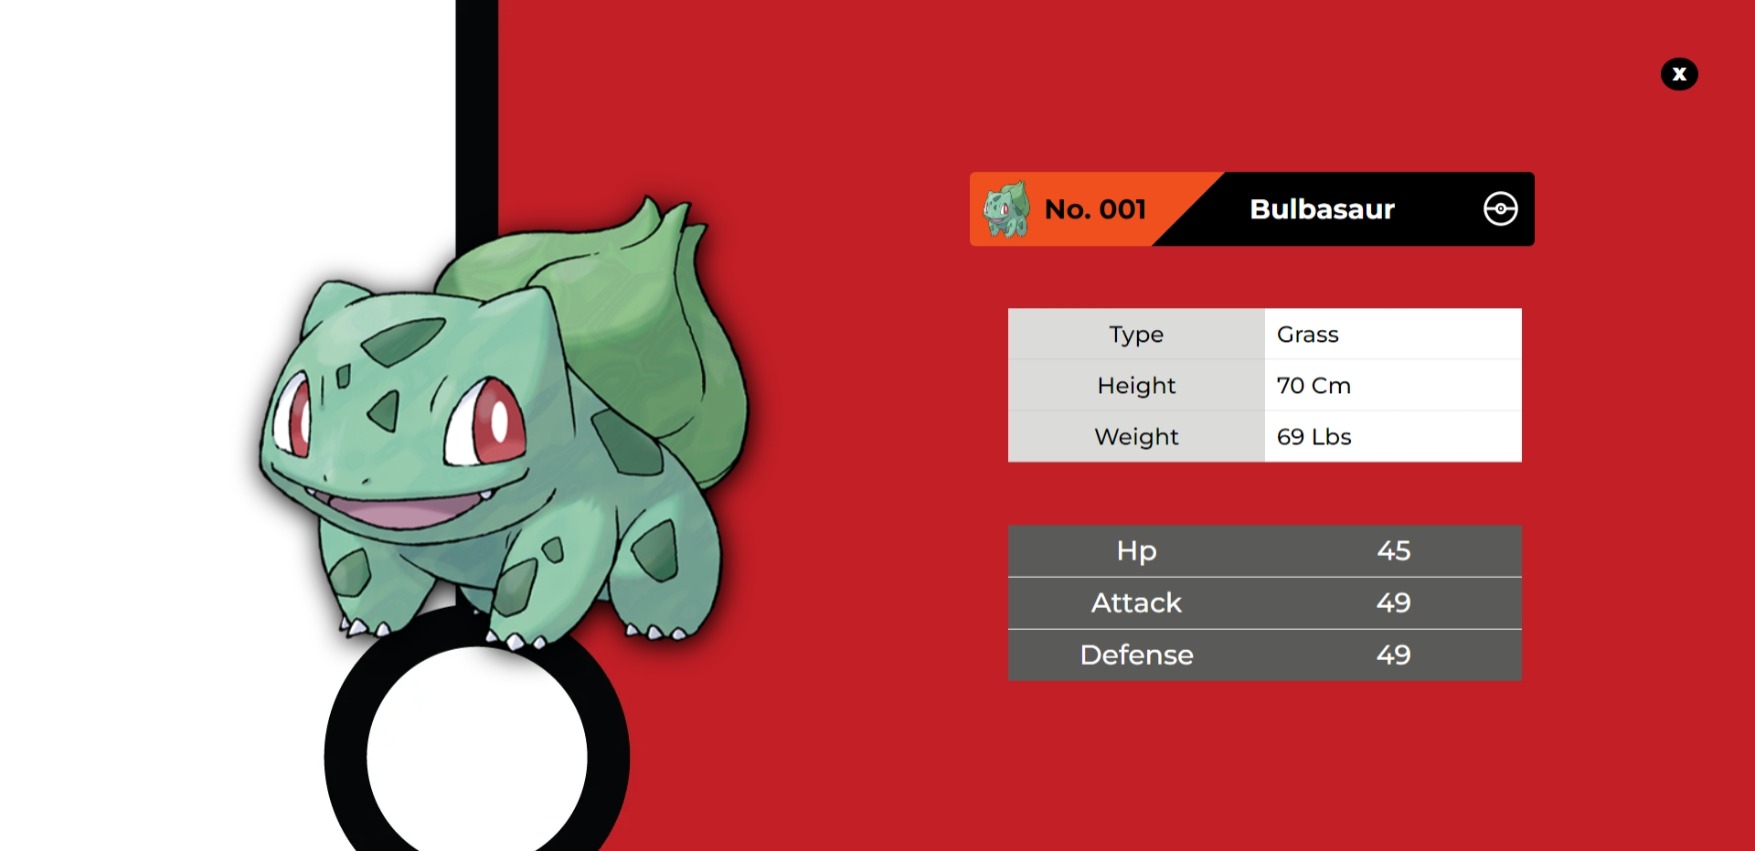 X
No. 001 Bulbasaur
Type Grass
Height 70 Cm
Weight 69 Lbs
Hp 45
Attack 49
Defense 49